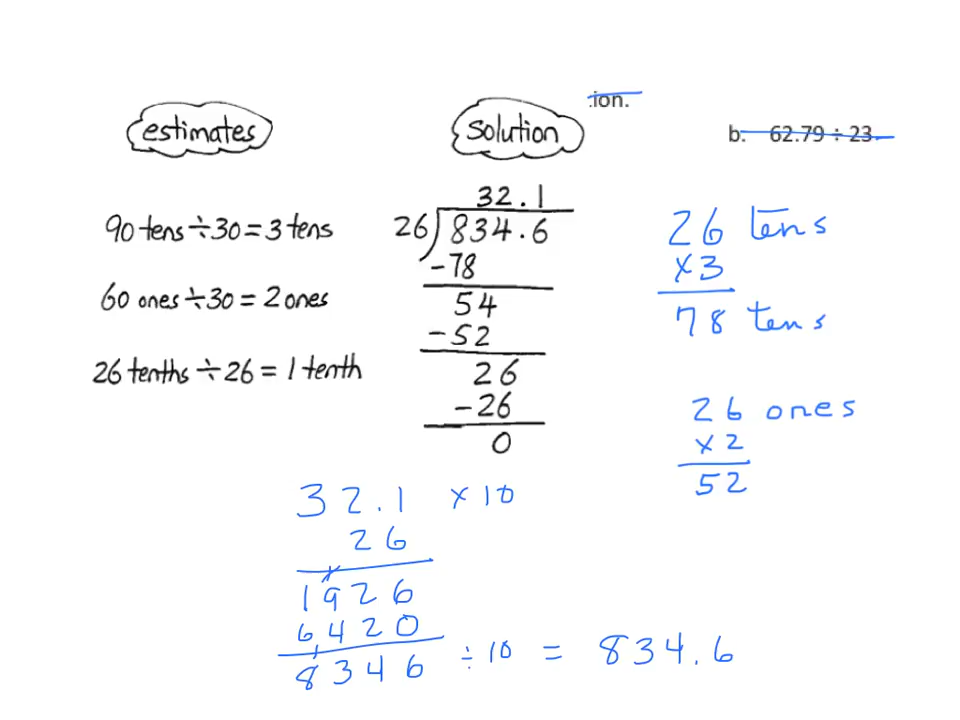 .ion.
estimates
solution
b. 62.79 ÷ 23.
32.1
26)834.6
-78
54
-52
26
-26
0
90 tens ÷ 30 = 3 tens
60 ones ÷ 30 = 2 ones
26 tenths ÷ 26 = 1 tenth
26 tens
x3
78 tens
26 ones
x2
52
32.1 x 10
26
1926
6420
8346 ÷ 10 = 834.6